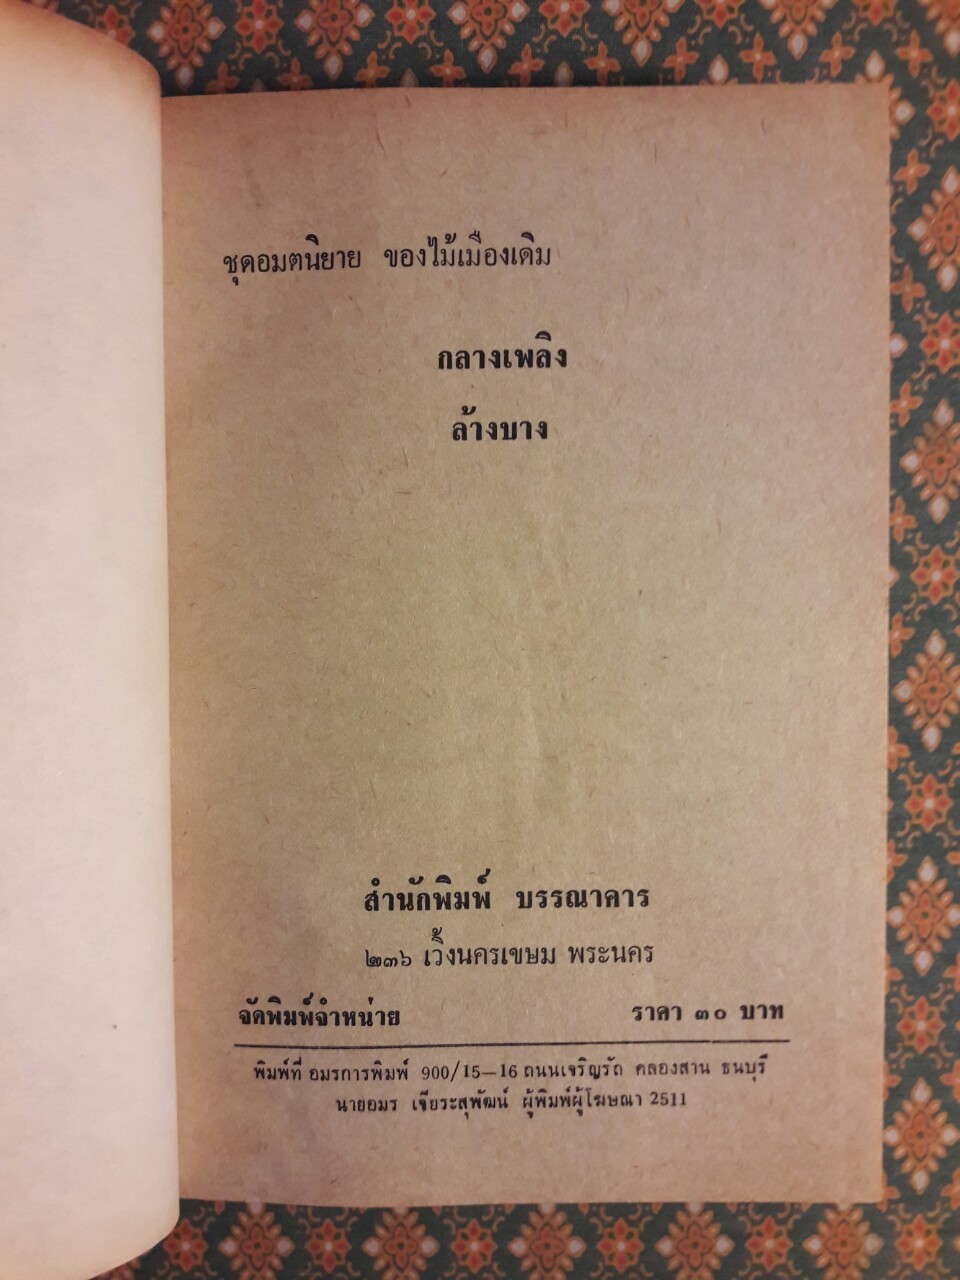 ชุดอมตนิยาย ของไม้เมืองเดิม
กลางเพลิง
ล้างบาง
สำนักพิมพ์ บรรณาคาร
๒๓๖ เวิ้งนครเขษม พระนคร
จัดพิมพ์จำหน่าย ราคา ๓๐ บาท
พิมพ์ที่ อมรการพิมพ์ 900/15—16 ถนนเจริญรัถ คลองสาน ธนบุรี
นายอมร เจียระสุพัฒน์ ผู้พิมพ์ผู้โฆษณา 2511